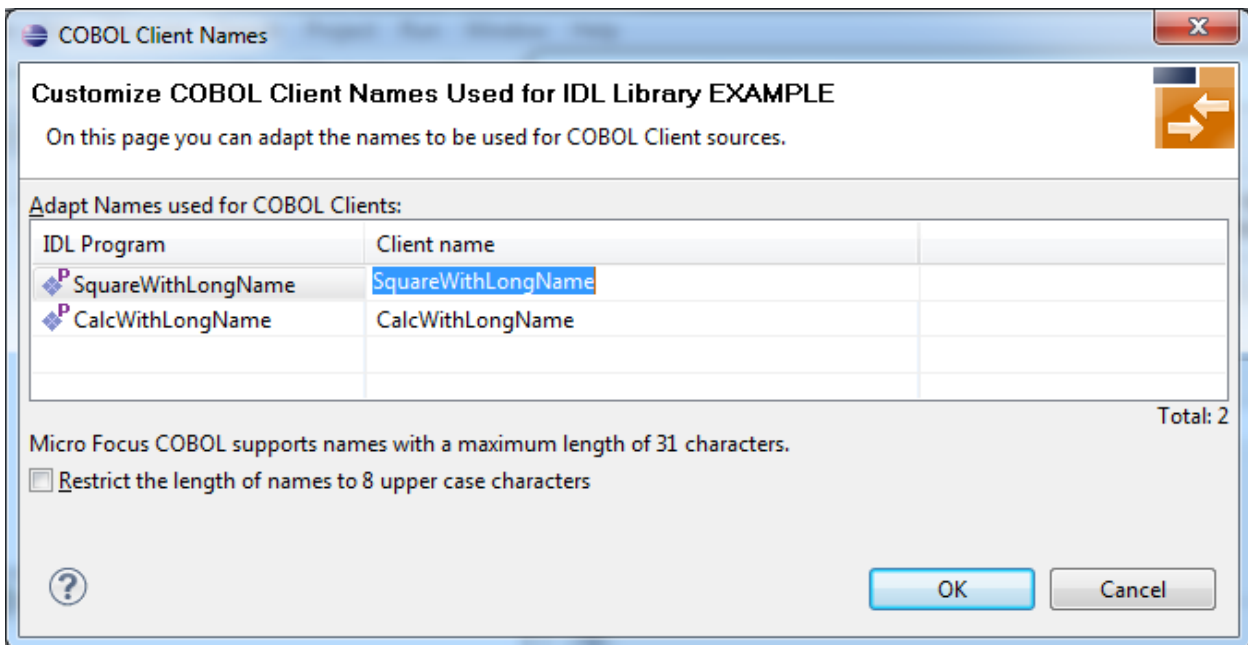 COBOL Client Names
Customize COBOL Client Names Used for IDL Library EXAMPLE
On this page you can adapt the names to be used for COBOL Client sources.
Adapt Names used for COBOL Clients:
IDL Program Client name
P SquareWithLongName SquareWithLongName
P CalcWithLongName CalcWithLongName
Total: 2
Micro Focus COBOL supports names with a maximum length of 31 characters.
Restrict the length of names to 8 upper case characters
? OK Cancel